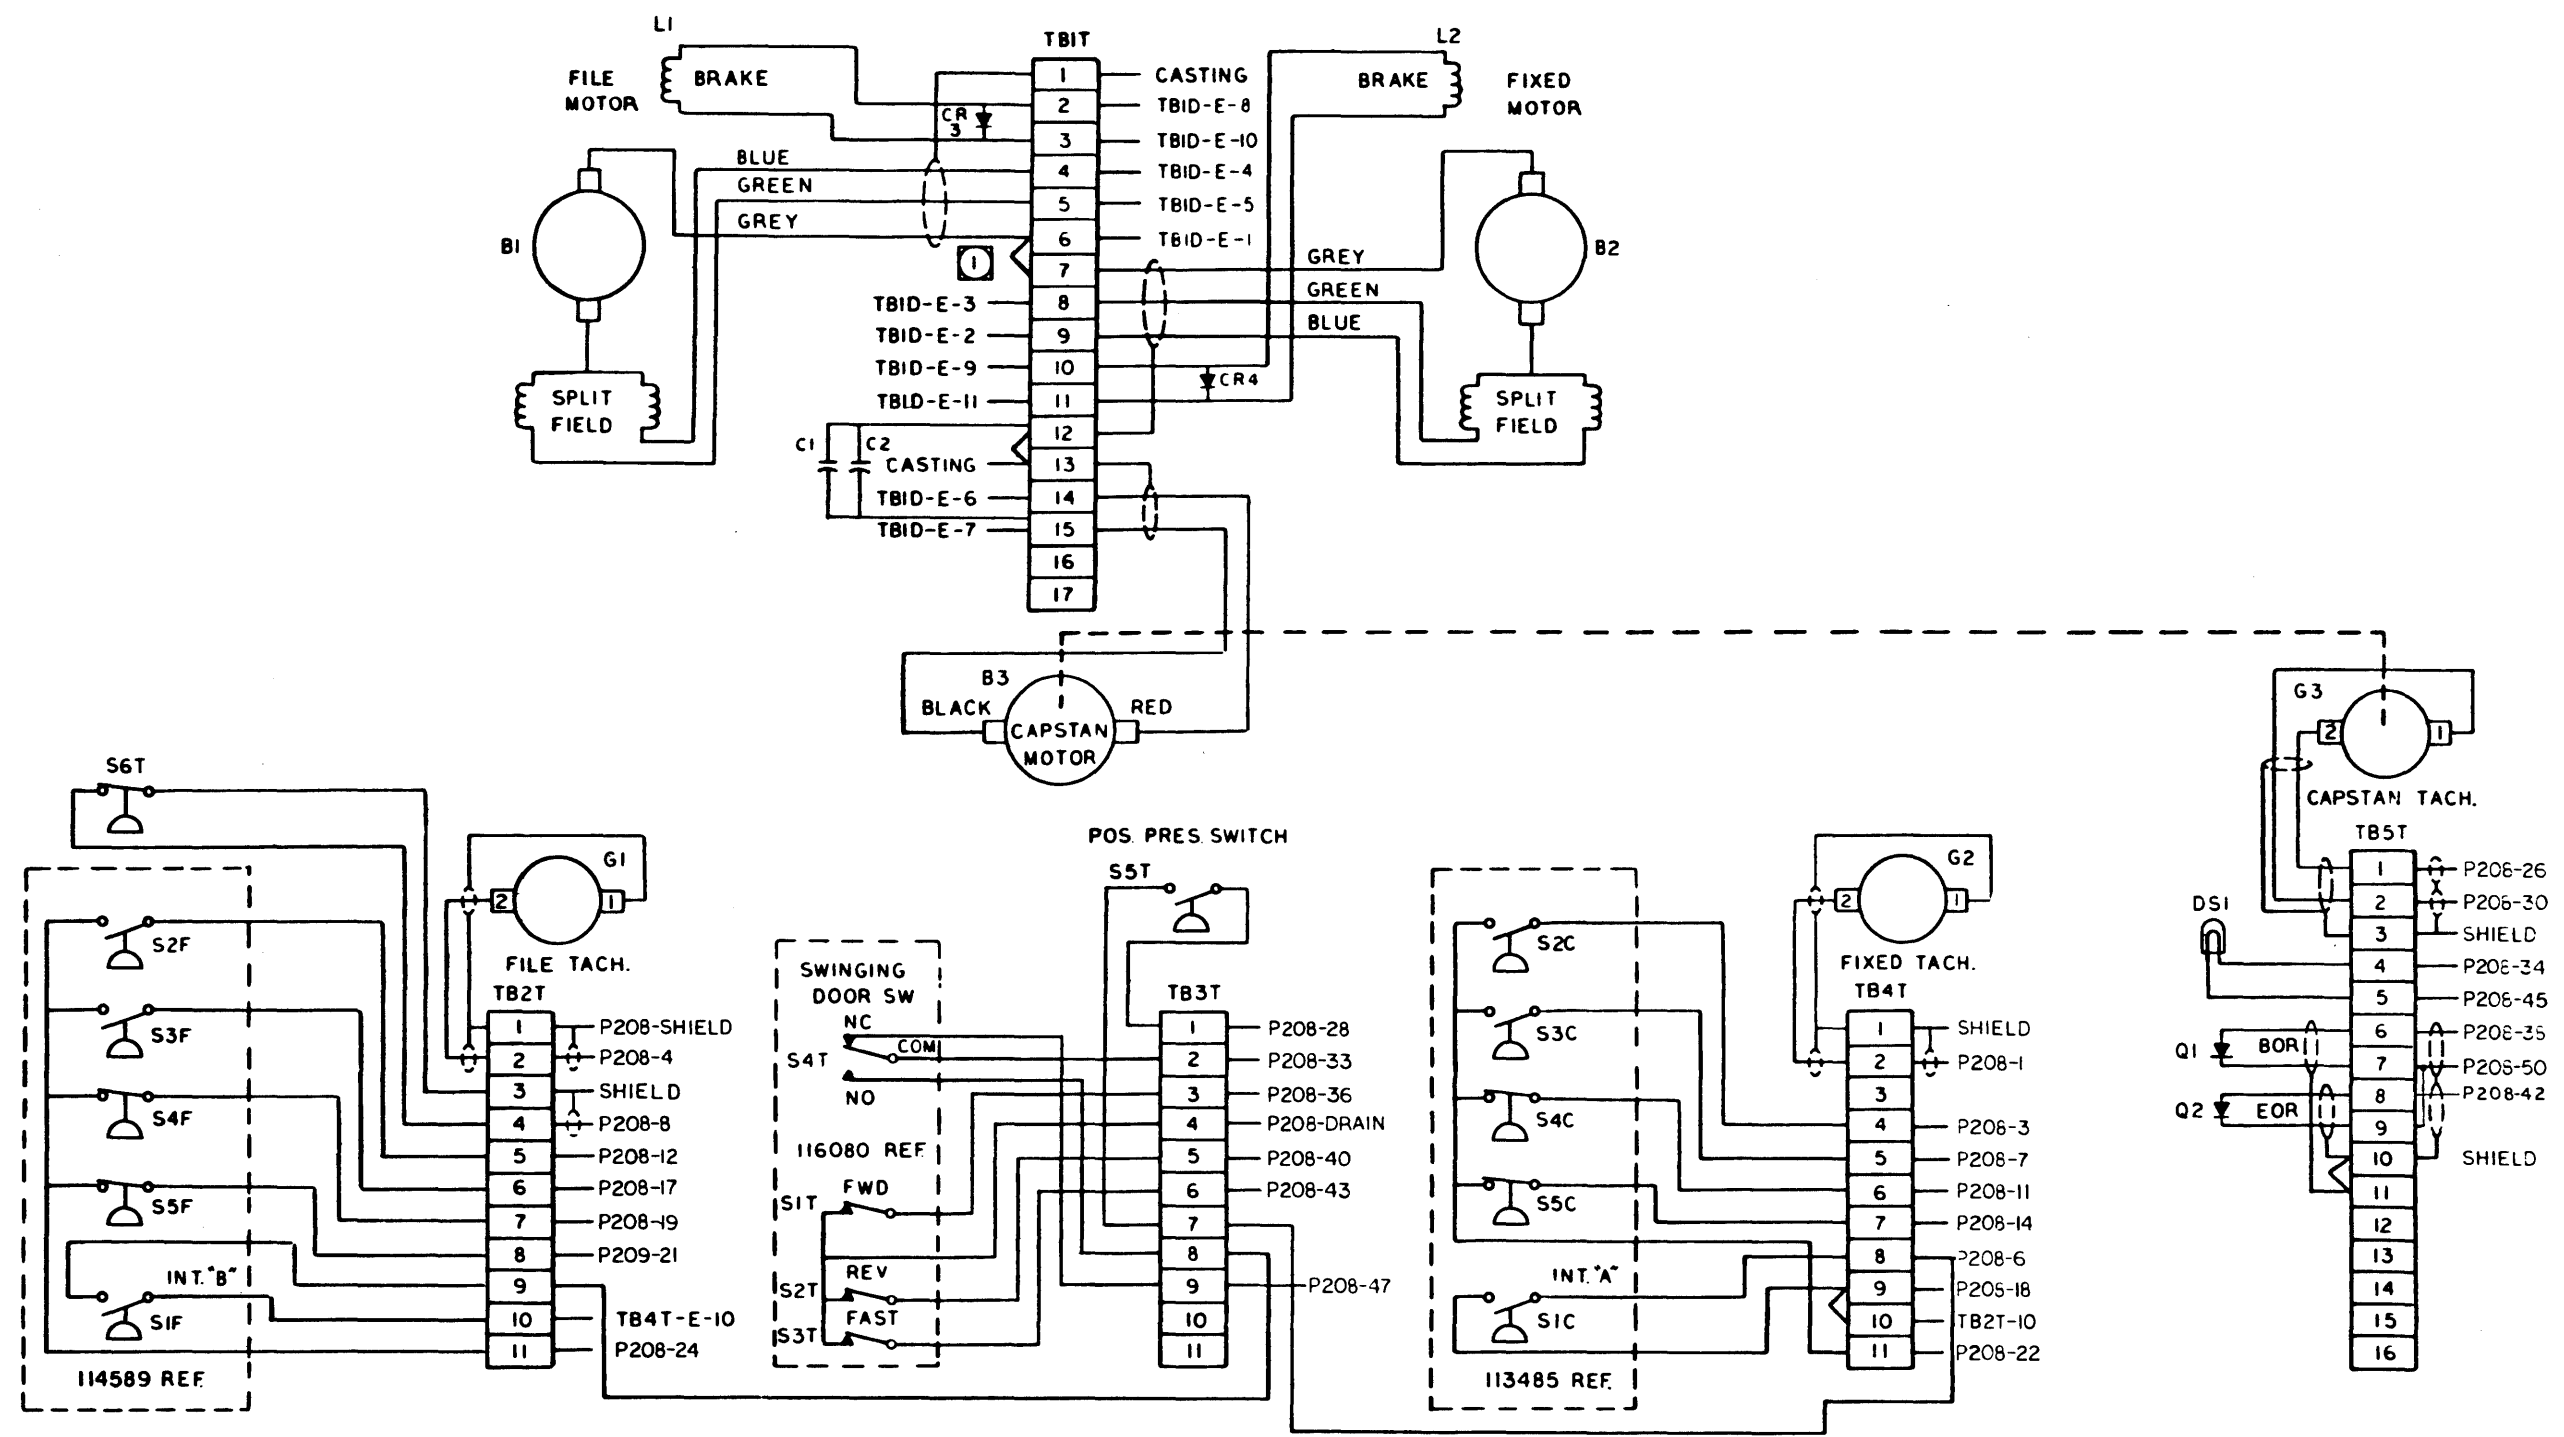 L1
FILE
MOTOR
BRAKE
CR
3
BLUE
GREEN
GREY
B1
SPLIT
FIELD
TB1T
1 CASTING
2 TB1D-E-8
3 TB1D-E-10
4 TB1D-E-4
5 TB1D-E-5
6 TB1D-E-1
1
7
TB1D-E-3 8
TB1D-E-2 9
TB1D-E-9 10
TB1D-E-11 11
12
CASTING 13
TB1D-E-6 14
TB1D-E-7 15
16
17
C1
C2
L2
BRAKE
FIXED
MOTOR
GREY
GREEN
BLUE
CR4
B2
SPLIT
FIELD
B3
BLACK
RED
CAPSTAN
MOTOR
S6T
S2F
S3F
S4F
S5F
INT. "B"
S1F
114589 REF.
G1
2
1
FILE TACH.
TB2T
1 P208-SHIELD
2 P208-4
3 SHIELD
4 P208-8
5 P208-12
6 P208-17
7 P208-19
8 P209-21
9
10 TB4T-E-10
11 P208-24
SWINGING
DOOR SW
NC
COM
S4T
NO
116080 REF.
FWD
S1T
REV
S2T
FAST
S3T
POS. PRES. SWITCH
S5T
TB3T
1 P208-28
2 P208-33
3 P208-36
4 P208-DRAIN
5 P208-40
6 P208-43
7
8
9 P208-47
10
11
S2C
S3C
S4C
S5C
INT. "A"
S1C
113485 REF.
G2
2
1
FIXED TACH.
TB4T
1 SHIELD
2 P208-1
3
4 P208-3
5 P208-7
6 P208-11
7 P208-14
8 P208-6
9 P208-18
10 TB2T-10
11 P208-22
G3
2
1
CAPSTAN TACH.
TB5T
DS1
Q1
BOR
Q2
EOR
1 P208-26
2 P208-30
3 SHIELD
4 P208-34
5 P208-45
6
7 P208-50
8 P208-42
9
10 SHIELD
11
12
13
14
15
16